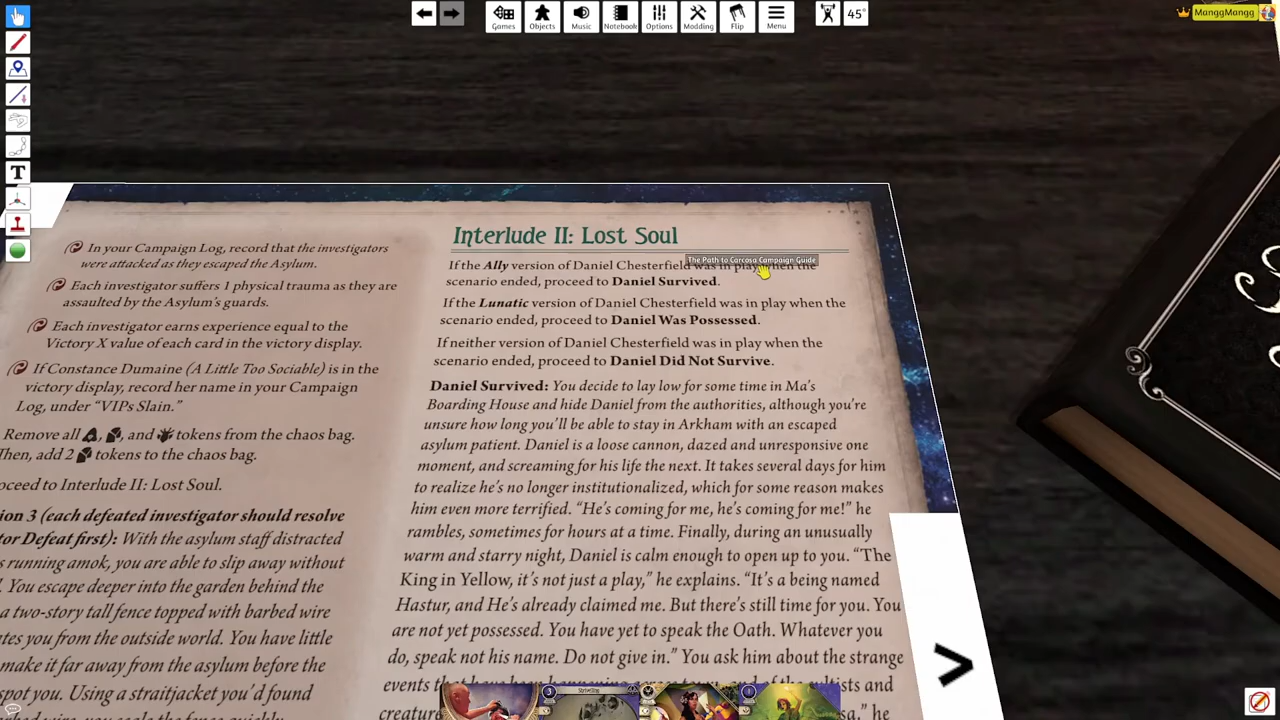 45°
ManggMangg
Games
Objects
Music
Notebook
Options
Modding
Flip
Menu
T
In your Campaign Log, record that the investigators
were attacked as they escaped the Asylum.
Each investigator suffers 1 physical trauma as they are
assaulted by the Asylum's guards.
Each investigator earns experience equal to the
Victory X value of each card in the victory display.
If Constance Dumaine (A Little Too Sociable) is in the
victory display, record her name in your Campaign
Log, under “VIPs Slain.”
Remove all , , and tokens from the chaos bag.
Then, add 2 tokens to the chaos bag.
oceed to Interlude II: Lost Soul.
ion 3 (each defeated investigator should resolve
tor Defeat first): With the asylum staff distracted
s running amok, you are able to slip away without
. You escape deeper into the garden behind the
a two-story tall fence topped with barbed wire
ates you from the outside world. You have little
make it far away from the asylum before the
spot you. Using a straitjacket you'd found
Interlude II: Lost Soul
The Path to Carcosa Campaign Guide
If the Ally version of Daniel Chesterfield was in play when the
scenario ended, proceed to Daniel Survived.
If the Lunatic version of Daniel Chesterfield was in play when the
scenario ended, proceed to Daniel Was Possessed.
If neither version of Daniel Chesterfield was in play when the
scenario ended, proceed to Daniel Did Not Survive.
Daniel Survived: You decide to lay low for some time in Ma's
Boarding House and hide Daniel from the authorities, although you're
unsure how long you'll be able to stay in Arkham with an escaped
asylum patient. Daniel is a loose cannon, dazed and unresponsive one
moment, and screaming for his life the next. It takes several days for him
to realize he's no longer institutionalized, which for some reason makes
him even more terrified. “He's coming for me, he's coming for me!” he
rambles, sometimes for hours at a time. Finally, during an unusually
warm and starry night, Daniel is calm enough to open up to you. “The
King in Yellow, it's not just a play,” he explains. “It's a being named
Hastur, and He's already claimed me. But there's still time for you. You
are not yet possessed. You have yet to speak the Oath. Whatever you
do, speak not his name. Do not give in.” You ask him about the strange
>